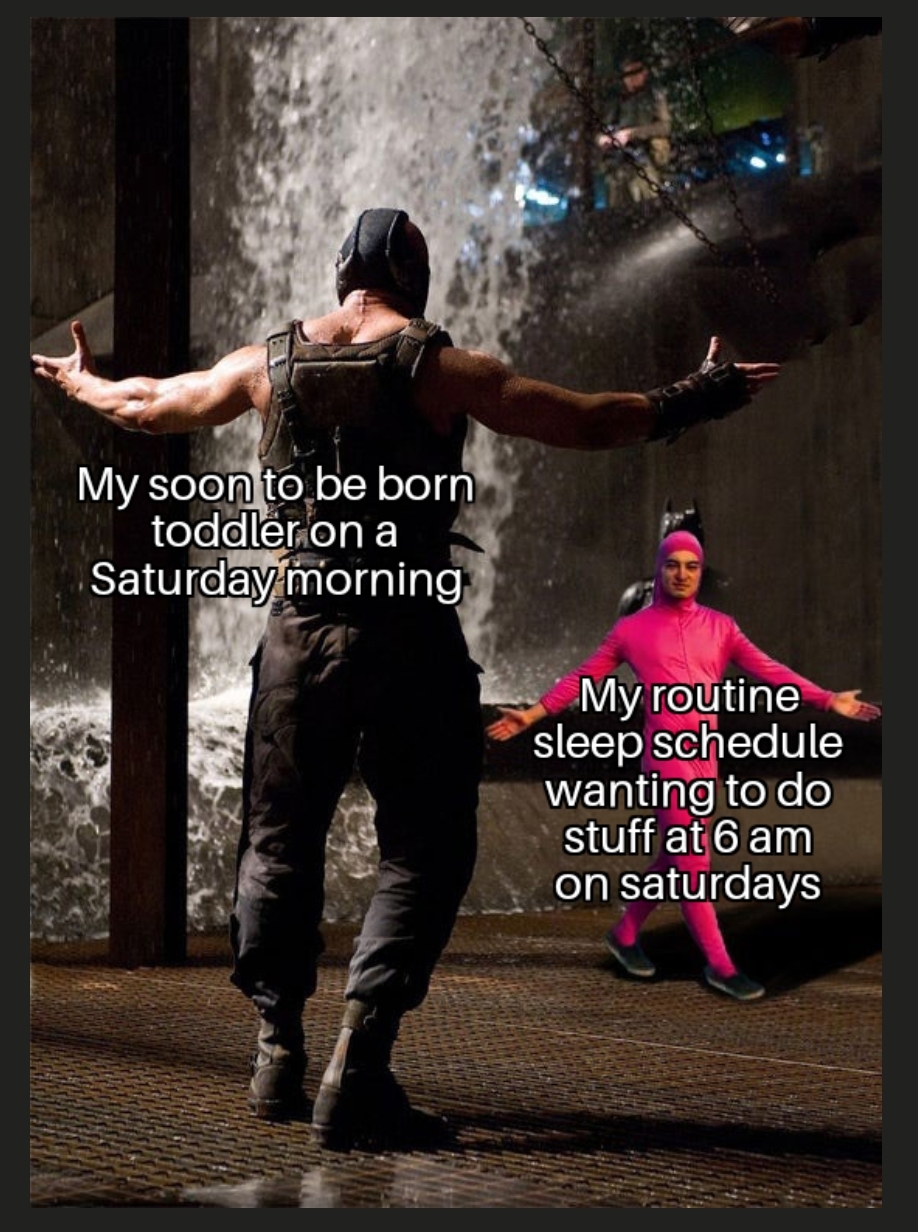 My soon to be born
toddler on a
Saturday morning
My routine
sleep schedule
wanting to do
stuff at 6 am
on saturdays